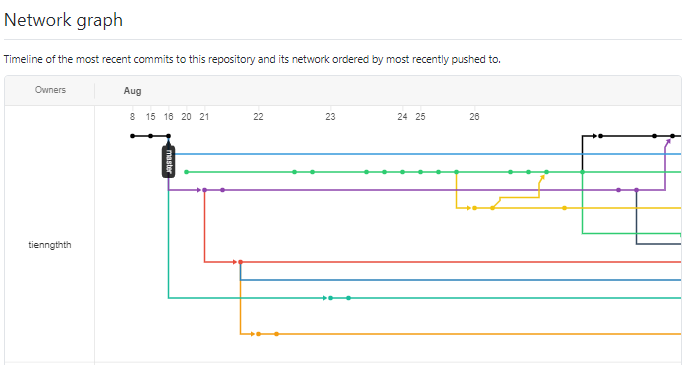 Network graph
Timeline of the most recent commits to this repository and its network ordered by most recently pushed to.
Owners Aug
8 15 16 20 21 22 23 24 25 26
master
tienngthth